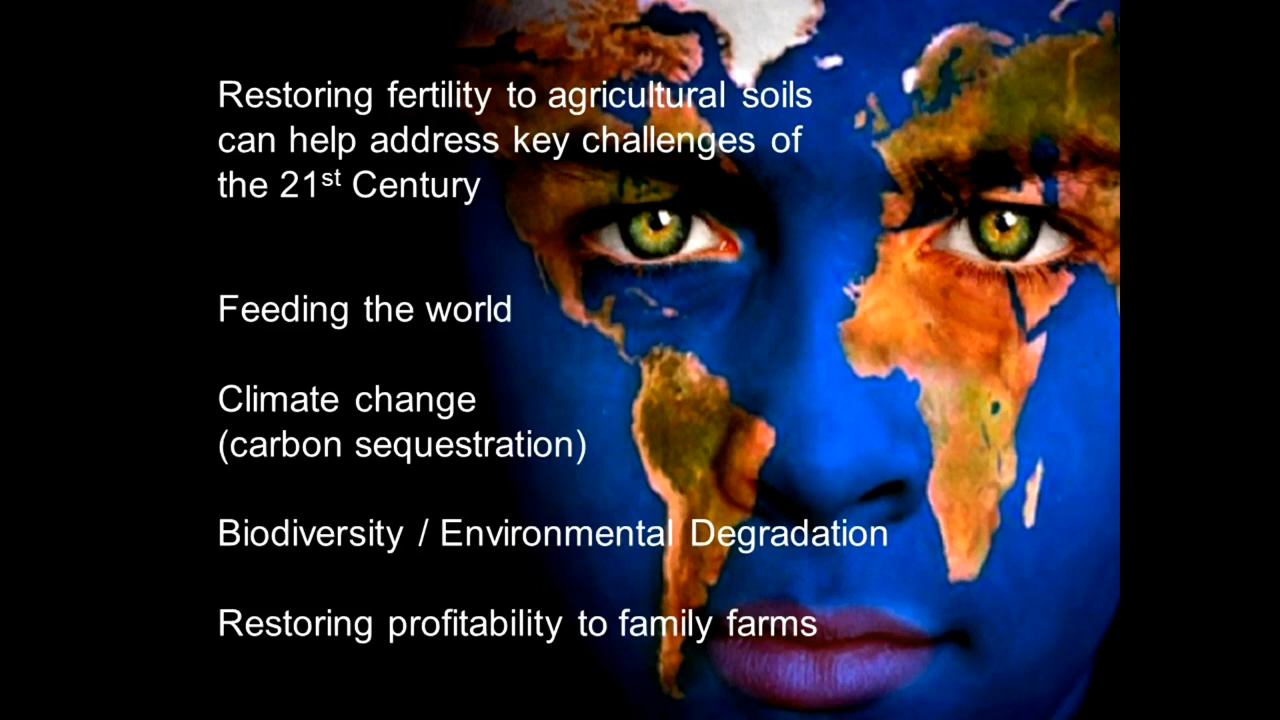 Restoring fertility to agricultural soils
can help address key challenges of
the 21st Century
Feeding the world
Climate change
(carbon sequestration)
Biodiversity / Environmental Degradation
Restoring profitability to family farms